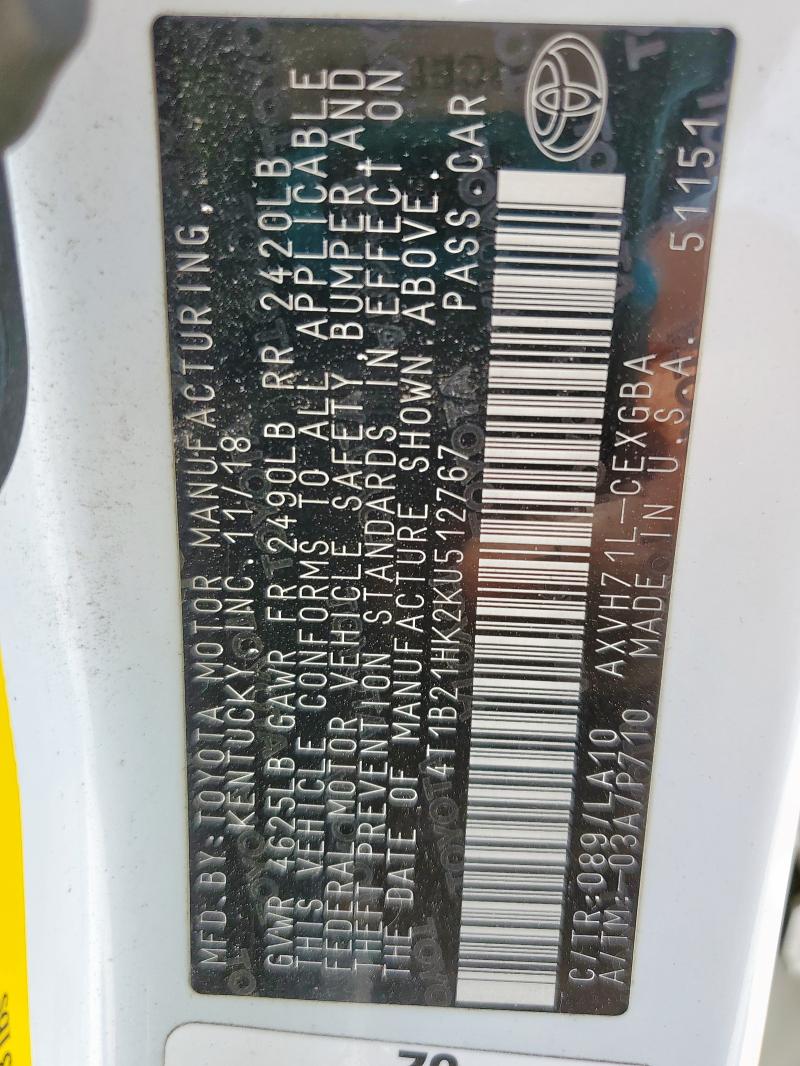 MFD.BY:TOYOTA MOTOR MANUFACTURING,
KENTUCKY, INC. 11/18
GVWR 4625LB GAWR FR 2490LB RR 2420LB
THIS VEHICLE CONFORMS TO ALL APPLICABLE
FEDERAL MOTOR VEHICLE SAFETY, BUMPER, AND
THEFT PREVENTION STANDARDS IN EFFECT ON
THE DATE OF MANUFACTURE SHOWN ABOVE.
4T1B21HK2KU512767 PASS.CAR
C/TR:089/LA10 AXVH71L-CEXGBA 51151
A/TM:-03A/P710 MADE IN U.S.A.